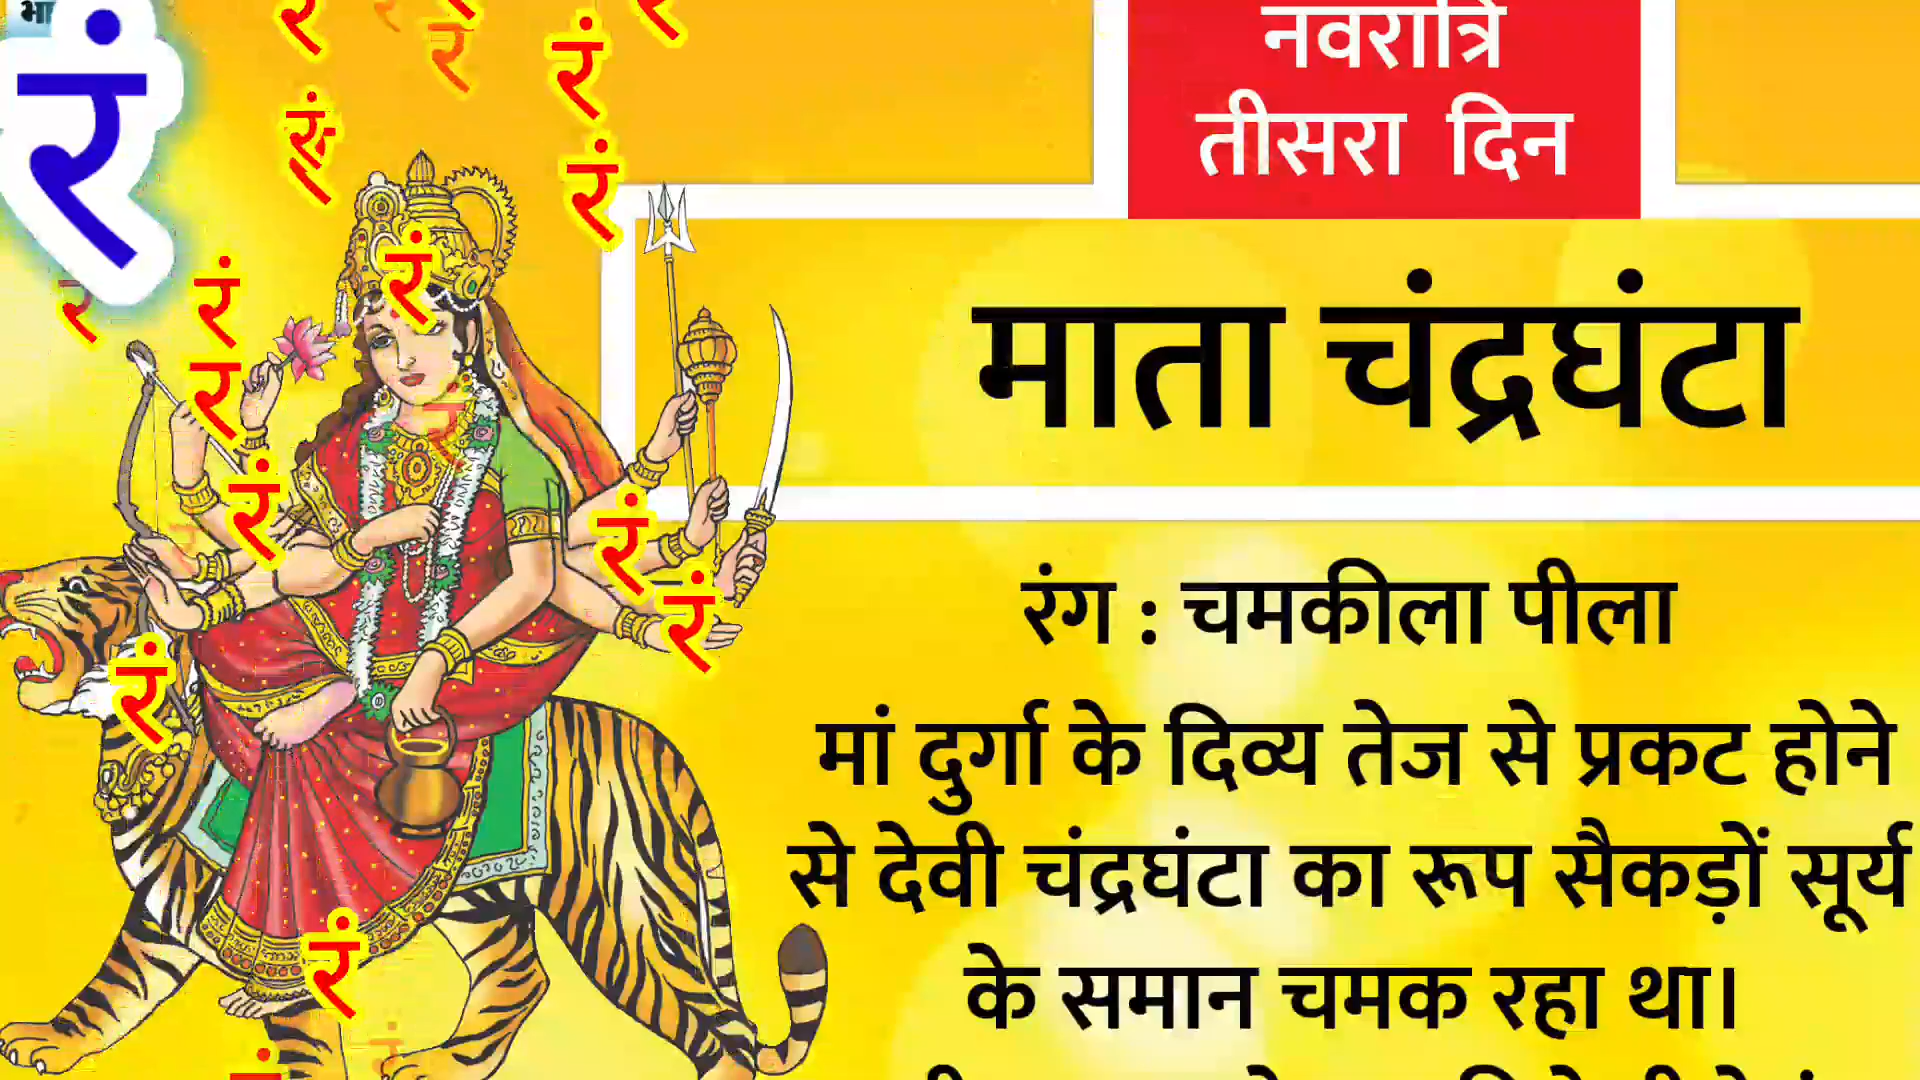 रं
नवरात्रि
तीसरा दिन
माता चंद्रघंटा
रंग : चमकीला पीला
मां दुर्गा के दिव्य तेज से प्रकट होने
से देवी चंद्रघंटा का रूप सैकड़ों सूर्य
के समान चमक रहा था।
रं
रं
रं
रं
रं
रं
रं
रं
रं
रं
रं